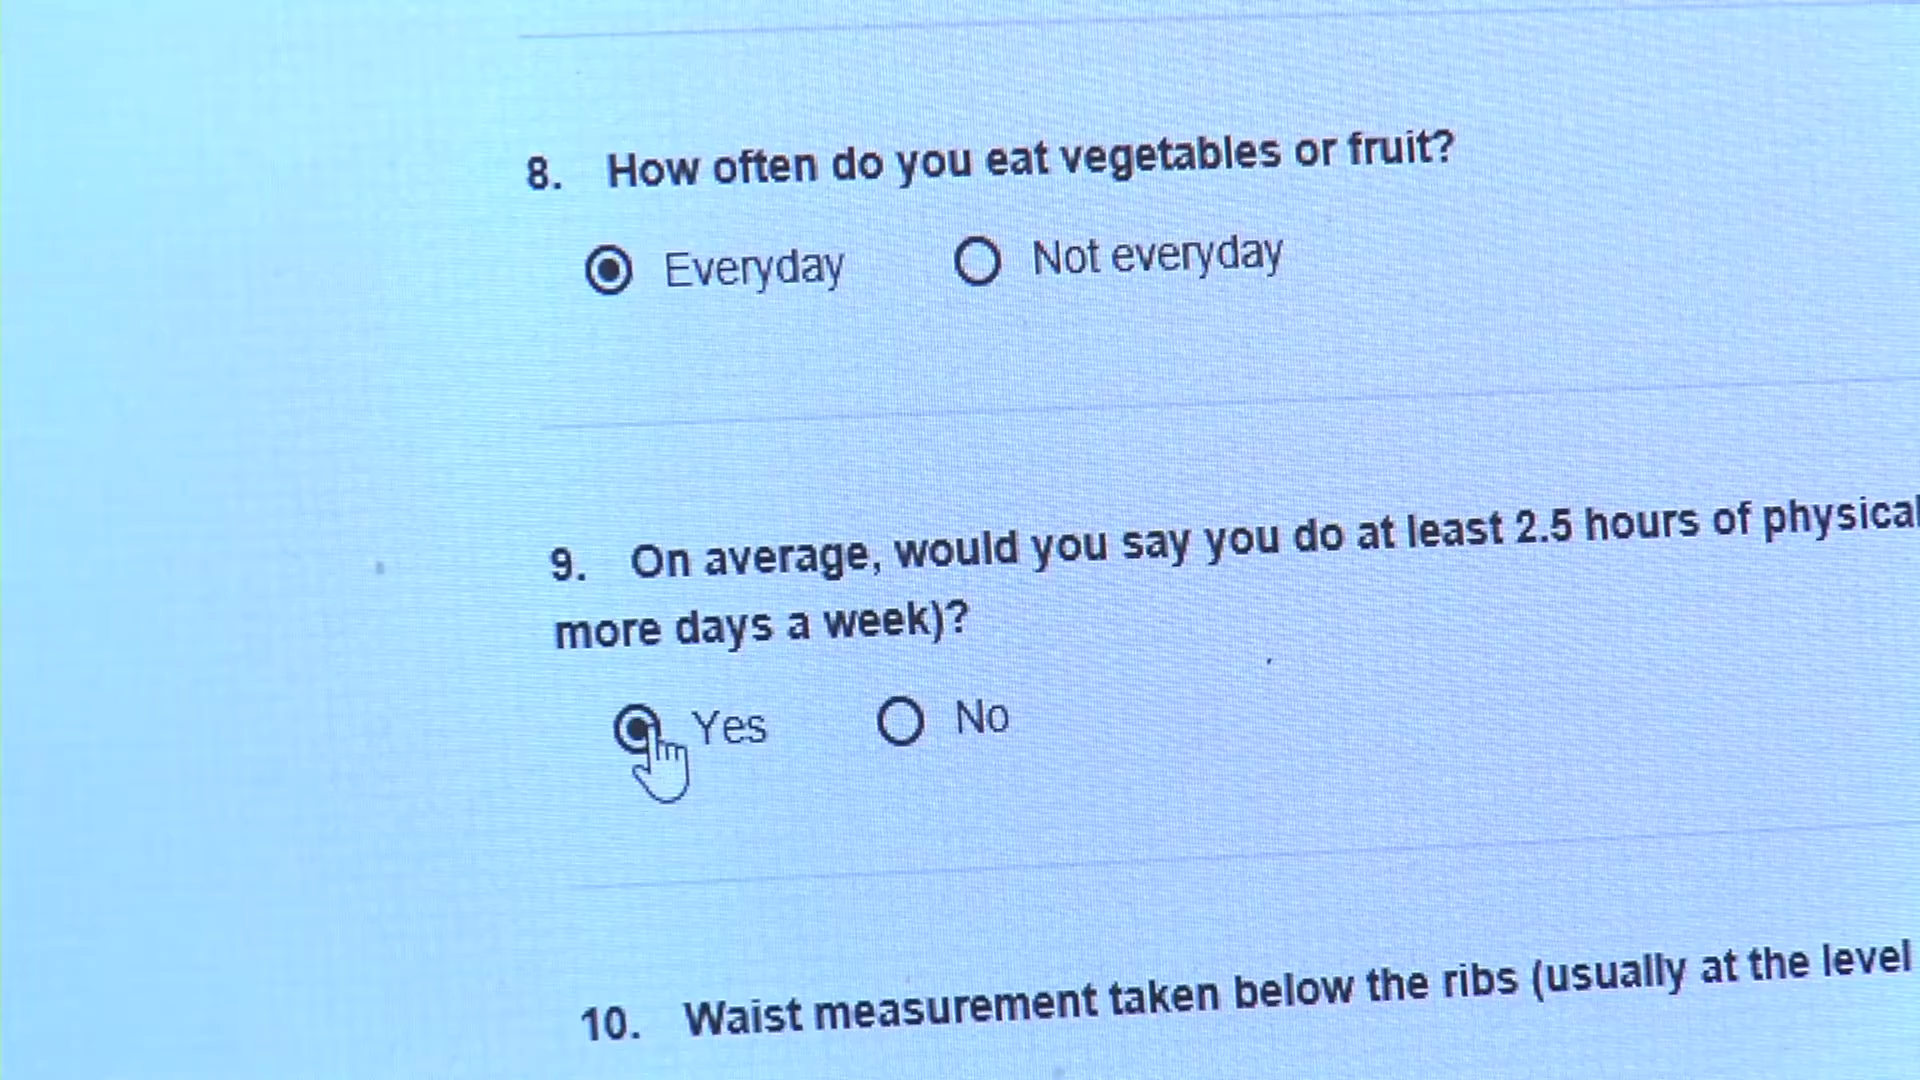 8. How often do you eat vegetables or fruit?
Everyday Not everyday
9. On average, would you say you do at least 2.5 hours of physical
more days a week)?
Yes No
10. Waist measurement taken below the ribs (usually at the level